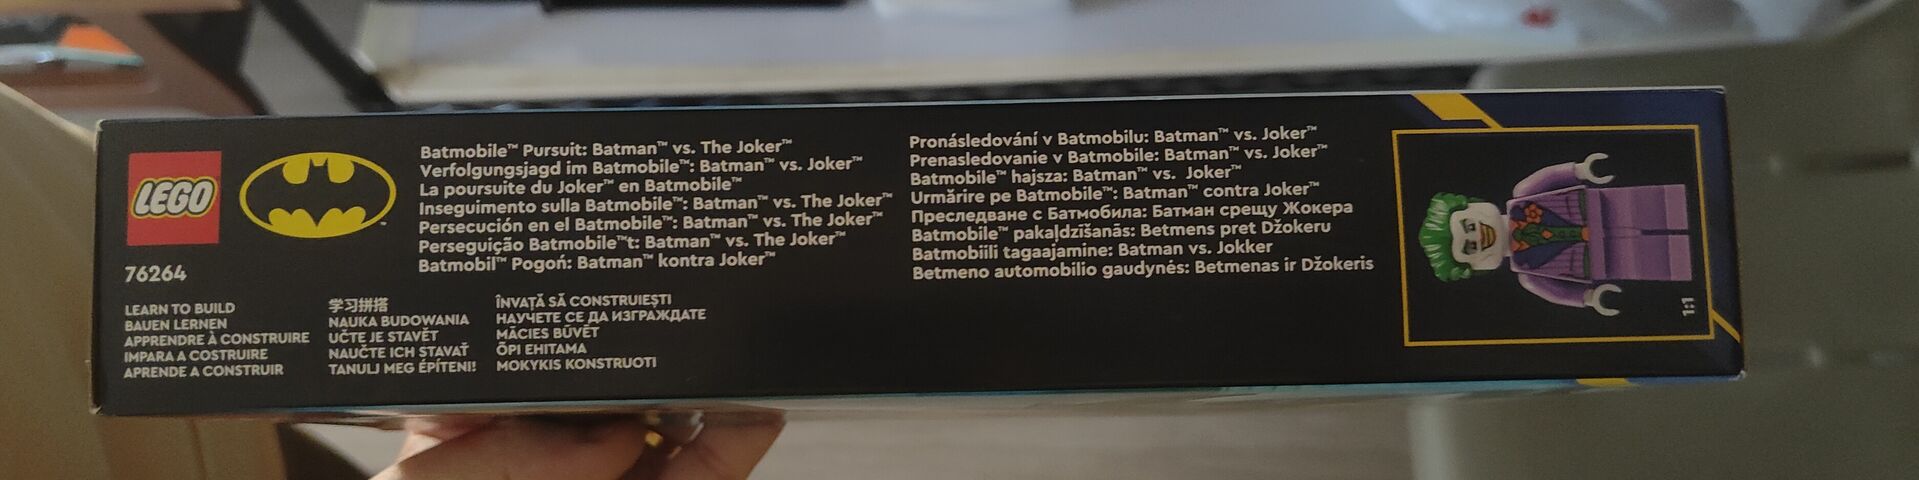 LEGO
76264
Batmobile™ Pursuit: Batman™ vs. The Joker™
Verfolgungsjagd im Batmobile™: Batman™ vs. Joker™
La poursuite du Joker™ en Batmobile™
Inseguimento sulla Batmobile™: Batman™ vs. The Joker™
Persecución en el Batmobile™: Batman™ vs. The Joker™
Perseguição Batmobile™t: Batman™ vs. The Joker™
Batmobil™ Pogoń: Batman™ kontra Joker™
Pronásledování v Batmobilu: Batman™ vs. Joker™
Prenasledovanie v Batmobile: Batman™ vs. Joker™
Batmobile™ hajsza: Batman™ vs. Joker™
Urmărire pe Batmobile™: Batman™ contra Joker™
Преследване с Батмобила: Батман срещу Жокера
Batmobile™ pakaļdzīšanās: Betmens pret Džokeru
Batmobiili tagaajamine: Batman vs. Jokker
Betmeno automobilio gaudynės: Betmenas ir Džokeris
LEARN TO BUILD
BAUEN LERNEN
APPRENDRE À CONSTRUIRE
IMPARA A COSTRUIRE
APRENDE A CONSTRUIR
学习拼搭
NAUKA BUDOWANIA
UČTE JE STAVĚT
NAUČTE ICH STAVAŤ
TANULJ MEG ÉPÍTENI!
ÎNVAȚĂ SĂ CONSTRUIEȘTI
НАУЧЕТЕ СЕ ДА ИЗГРАЖДАТЕ
MĀCIES BŪVĒT
ÕPI EHITAMA
MOKYKIS KONSTRUOTI
1:1